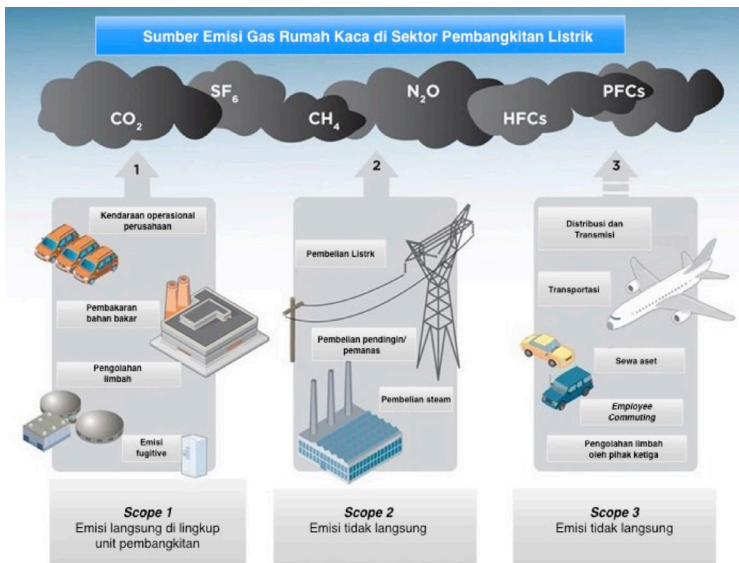 Sumber Emisi Gas Rumah Kaca di Sektor Pembangkitan Listrik
CO2
SF6
CH4
N2O
HFCs
PFCs
1
Kendaraan operasional
perusahaan
Pembakaran
bahan bakar
Pengolahan
limbah
Emisi
fugitive
Scope 1
Emisi langsung di lingkup
unit pembangkitan
2
Pembelian Listrk
Pembelian pendingin/
pemanas
Pembelian steam
Scope 2
Emisi tidak langsung
3
Distribusi dan
Transmisi
Transportasi
Sewa aset
Employee
Commuting
Pengolahan limbah
oleh pihak ketiga
Scope 3
Emisi tidak langsung